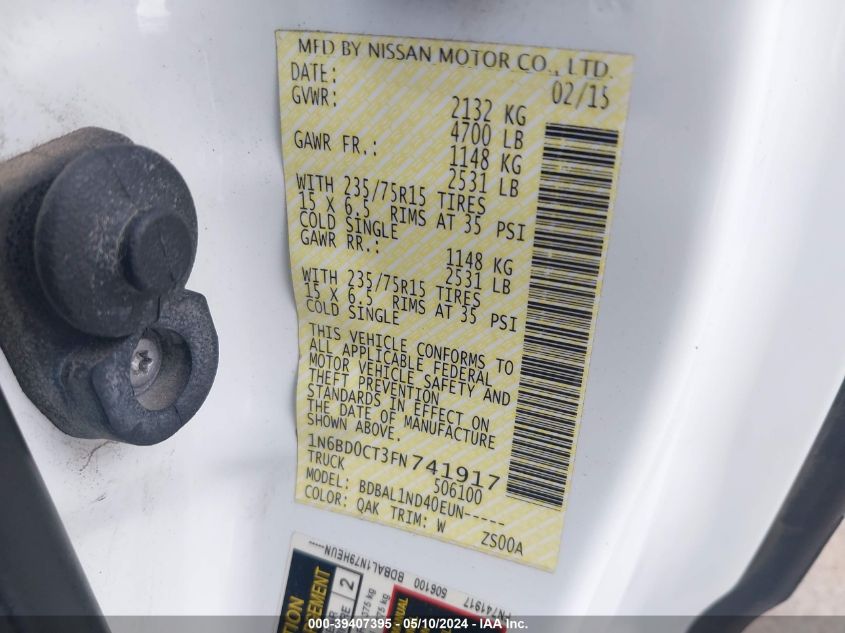 MFD BY NISSAN MOTOR CO., LTD.
DATE: 02/15
GVWR: 2132 KG
4700 LB
GAWR FR.: 1148 KG
2531 LB
WITH 235/75R15 TIRES
15 X 6.5 RIMS AT 35 PSI
COLD SINGLE
GAWR RR.: 1148 KG
2531 LB
WITH 235/75R15 TIRES
15 X 6.5 RIMS AT 35 PSI
COLD SINGLE
THIS VEHICLE CONFORMS TO
ALL APPLICABLE FEDERAL
MOTOR VEHICLE SAFETY AND
THEFT PREVENTION
STANDARDS IN EFFECT ON
THE DATE OF MANUFACTURE
SHOWN ABOVE.
1N6BD0CT3FN741917
TRUCK 506100
MODEL: BDBAL1ND40EUN-----
COLOR: QAK TRIM: W ZS00A
FN741917
506100 BDBAL1N79HEUN-----
2
000-39407395 - 05/10/2024 - IAA Inc.